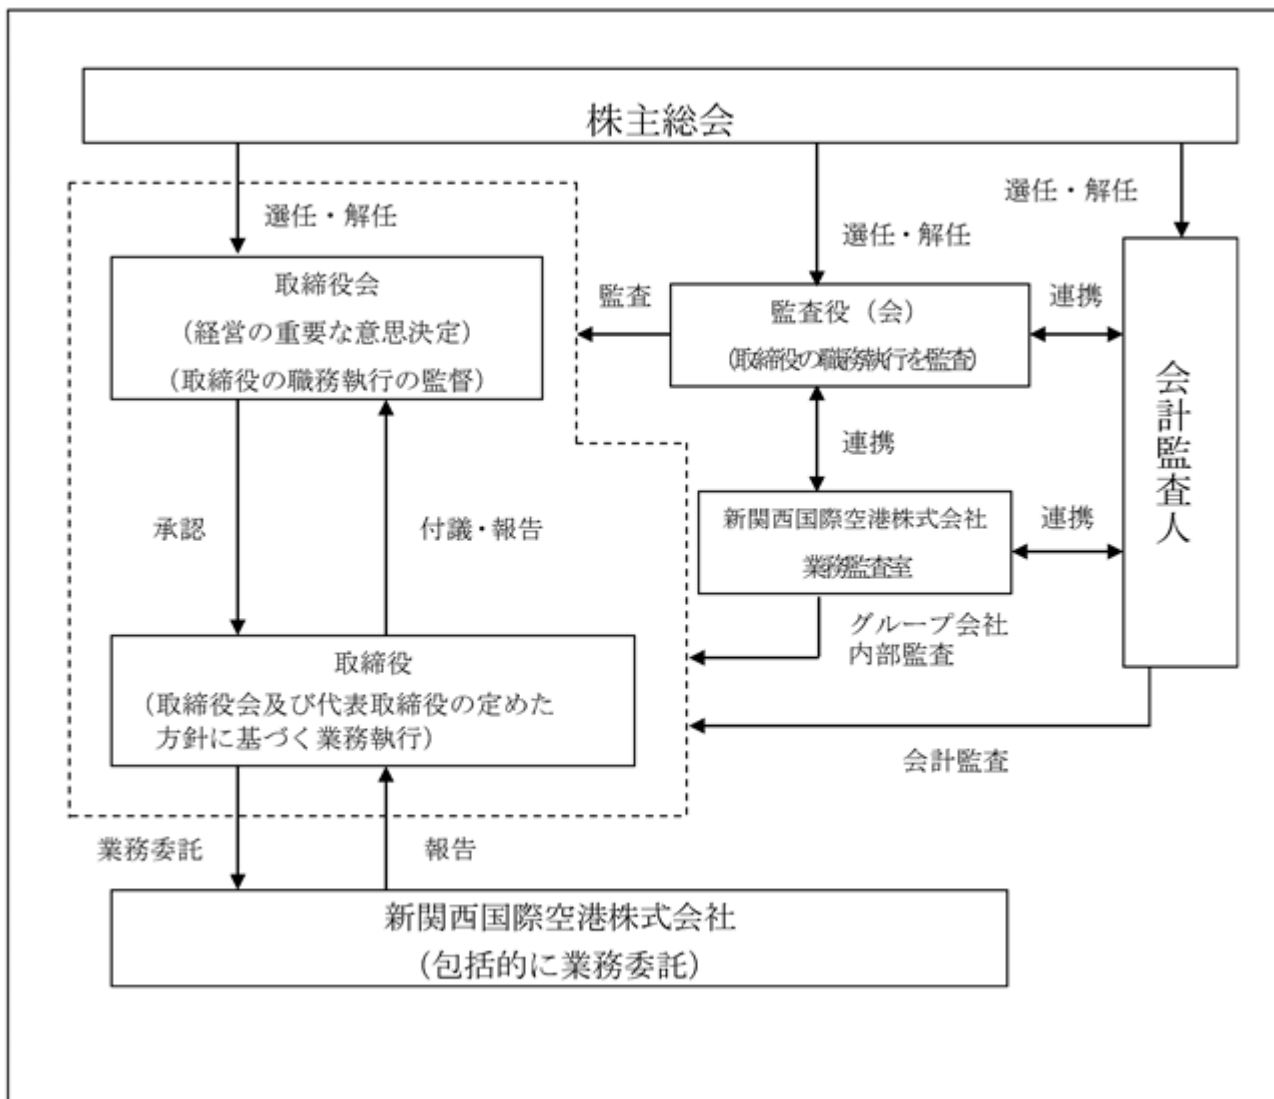 株主総会
選任・解任
選任・解任
選任・解任
取締役会
（経営の重要な意思決定）
（取締役の職務執行の監督）
監査
監査役（会）
（取締役の職務執行を監査）
連携
会計監査人
連携
新関西国際空港株式会社
業務監査室
連携
承認
付議・報告
グループ会社
内部監査
取締役
（取締役会及び代表取締役の定めた
方針に基づく業務執行）
会計監査
業務委託
報告
新関西国際空港株式会社
（包括的に業務委託）